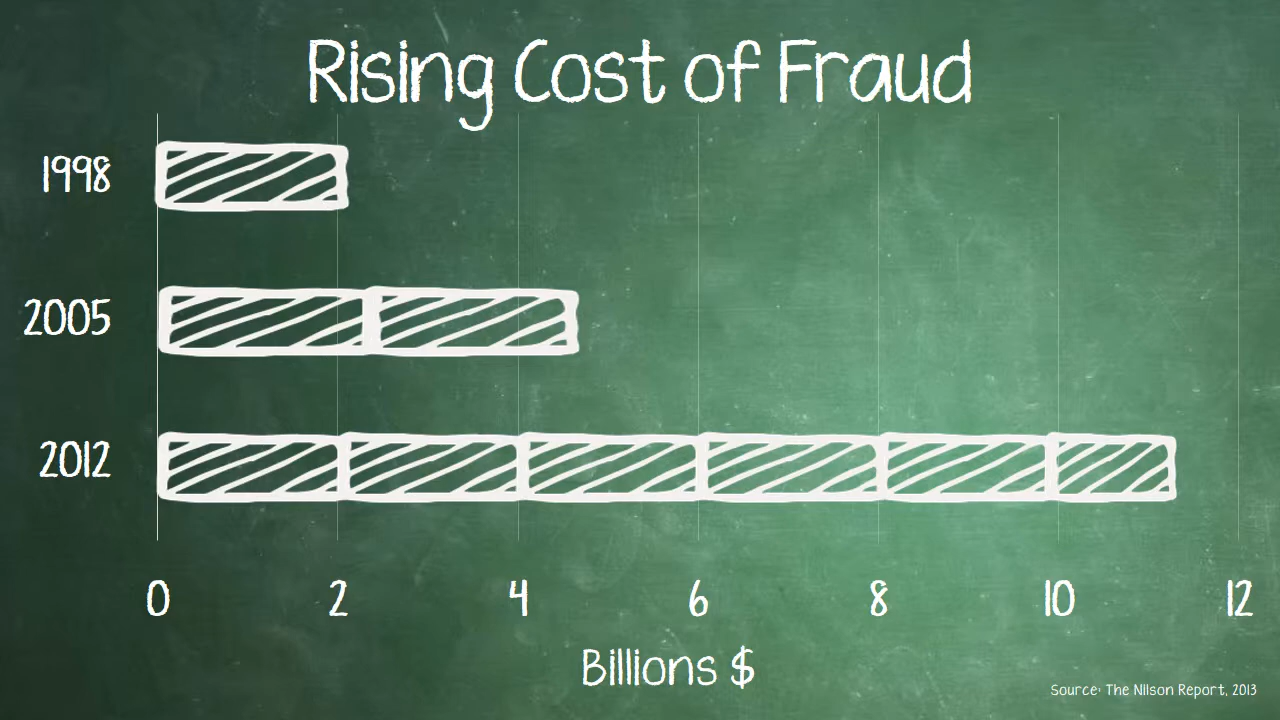 Rising Cost of Fraud
1998
2005
2012
0 2 4 6 8 10 12
Billions $
Source: The Nilson Report, 2013